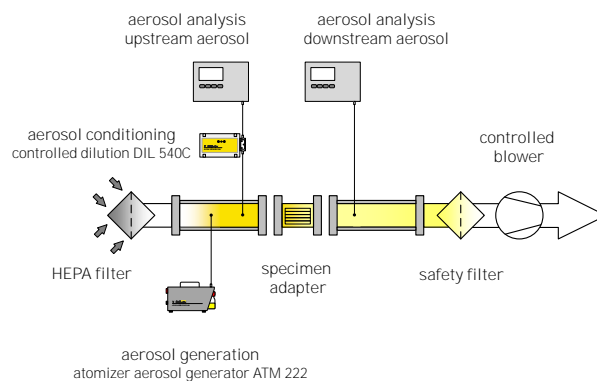 aerosol analysis
upstream aerosol
aerosol analysis
downstream aerosol
aerosol conditioning
controlled dilution DIL 540C
controlled
blower
HEPA filter
specimen
adapter
safety filter
aerosol generation
atomizer aerosol generator ATM 222